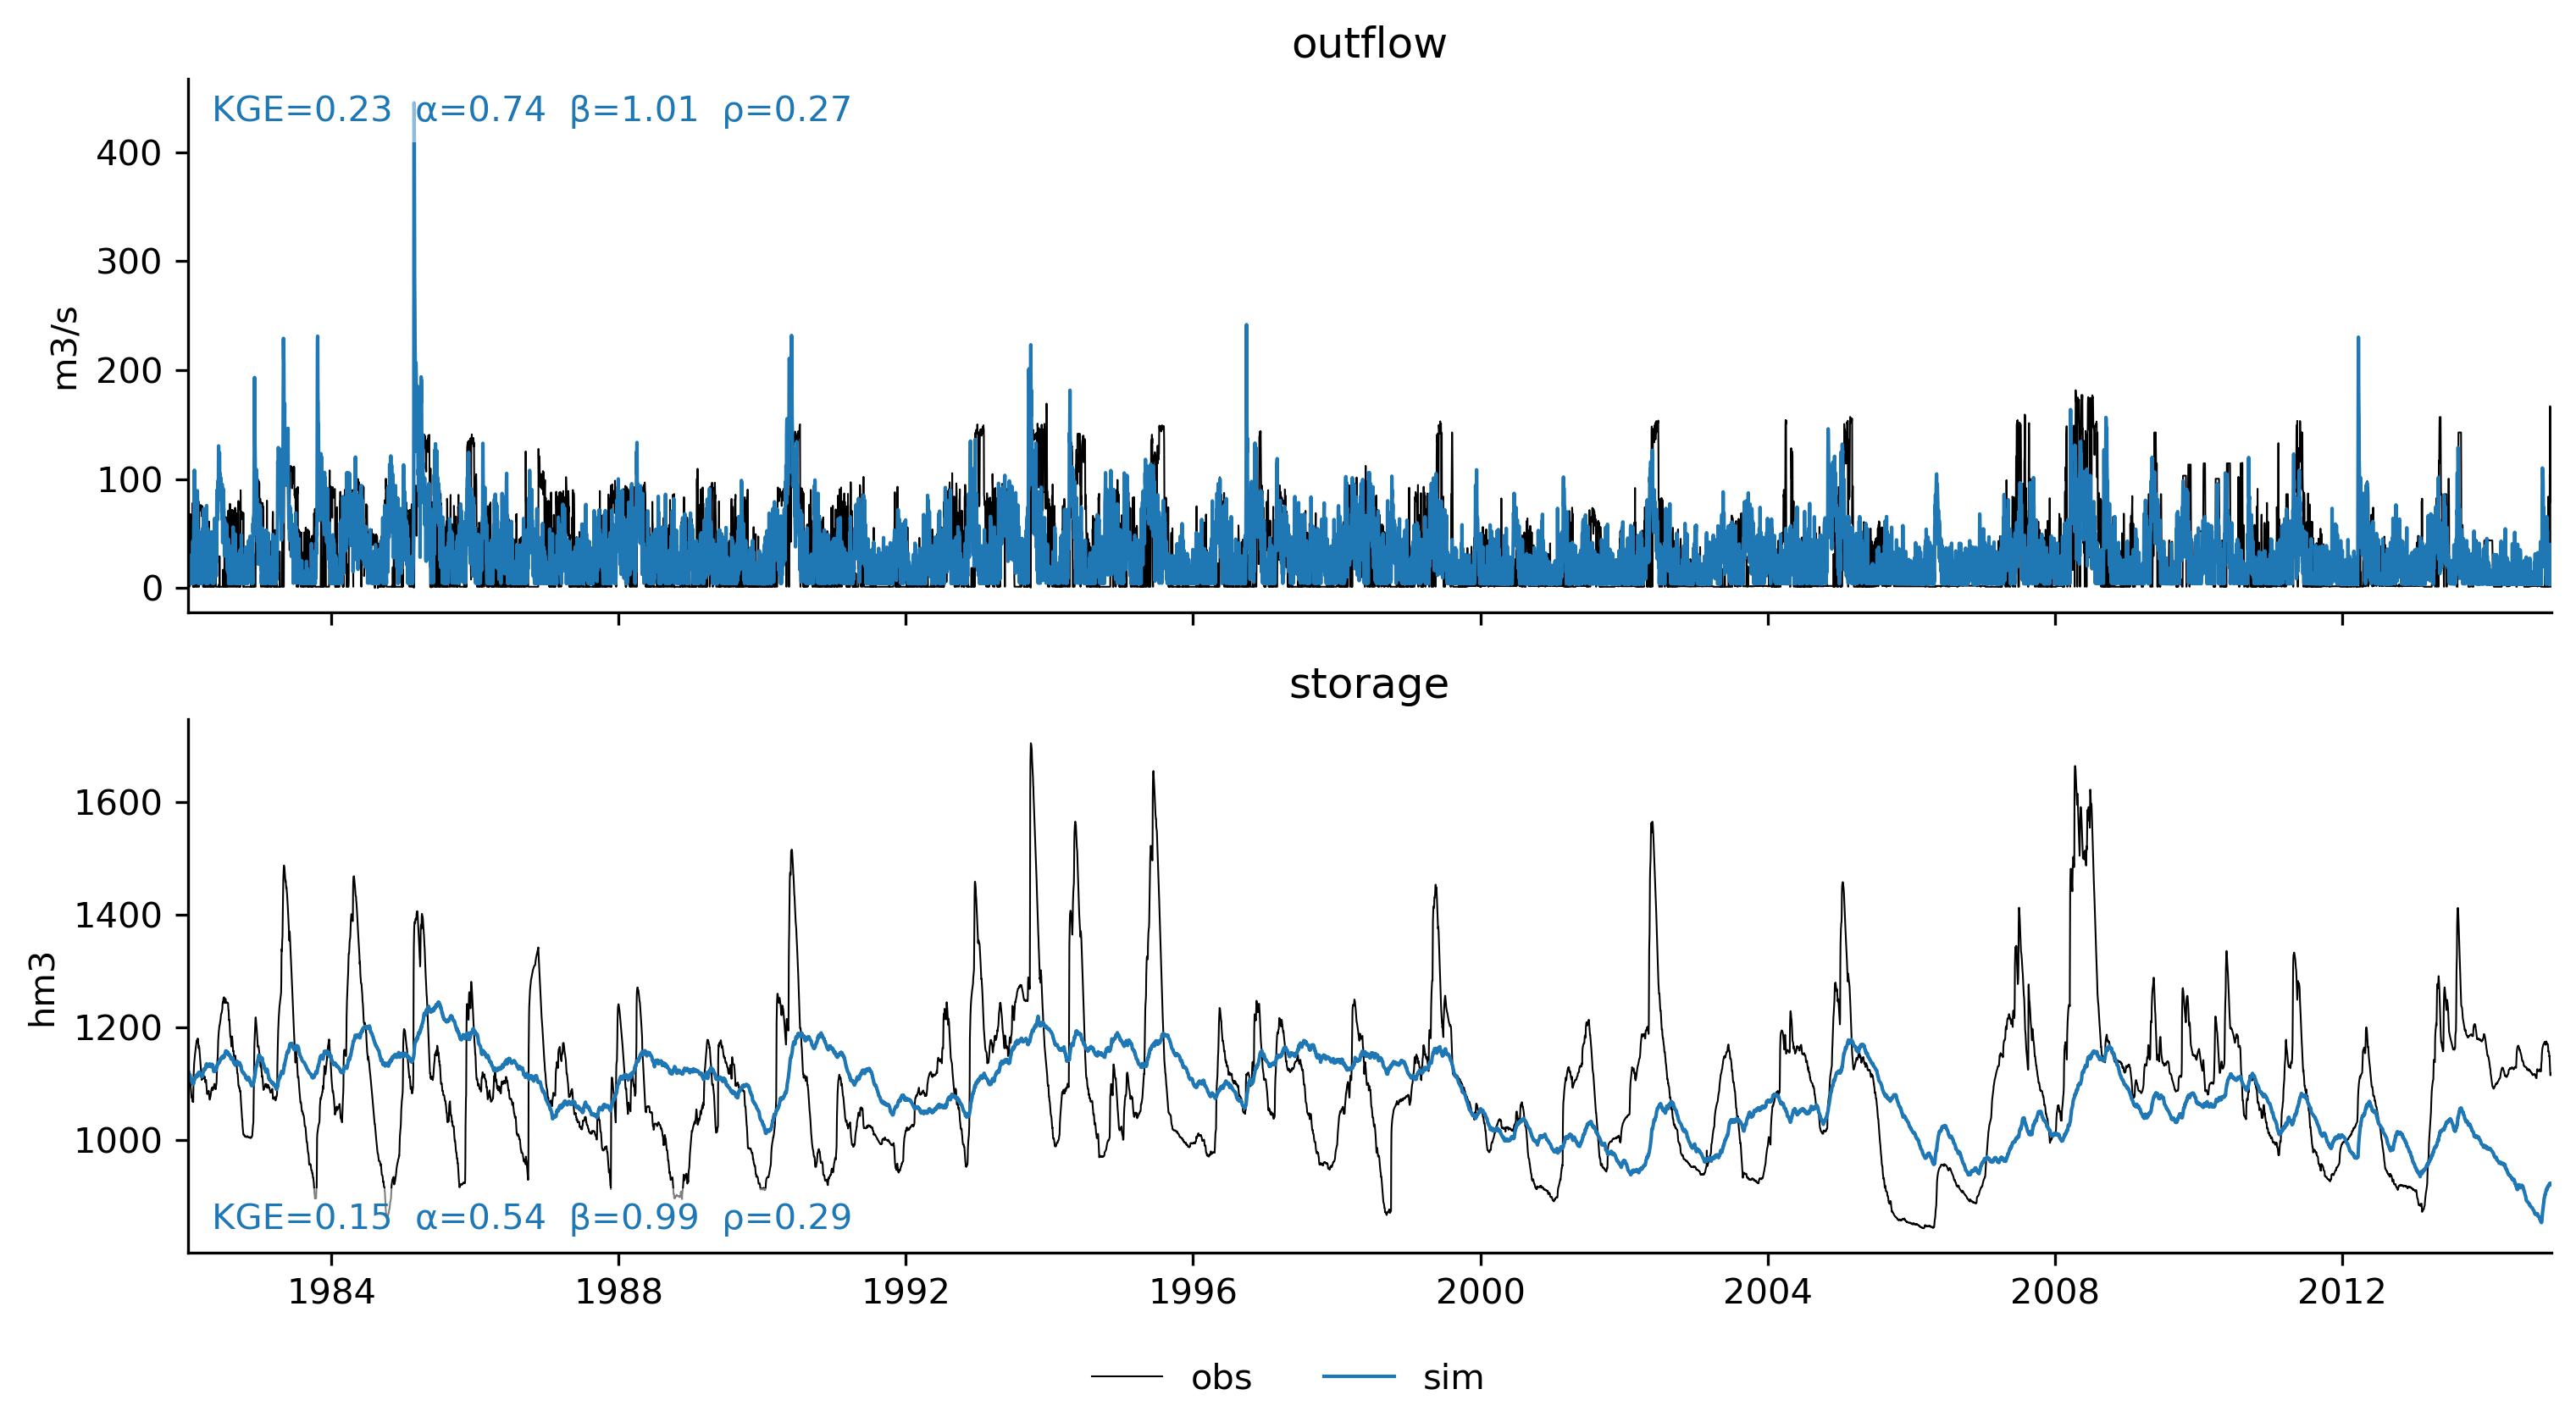 outflow
KGE=0.23 α=0.74 β=1.01 ρ=0.27
400
300
200
100
0
m3/s
storage
1600
1400
1200
1000
hm3
KGE=0.15 α=0.54 β=0.99 ρ=0.29
1984 1988 1992 1996 2000 2004 2008 2012
obs sim